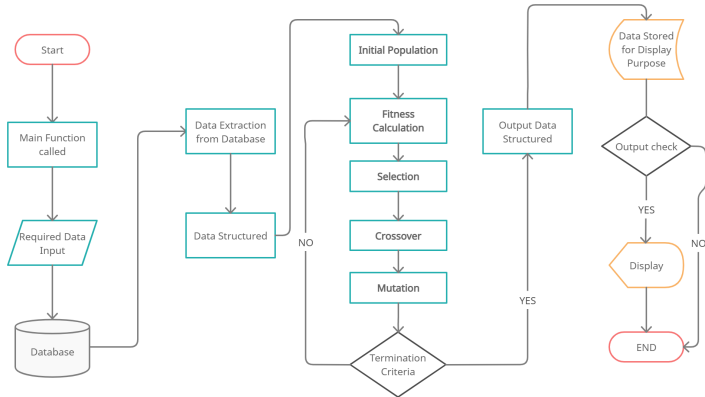 Start
Main Function
called
Required Data
Input
Database
Data Extraction
from Database
Data Structured
Initial Population
Fitness
Calculation
Selection
Crossover
Mutation
Termination
Criteria
NO
YES
Output Data
Structured
Data Stored
for Display
Purpose
Output check
YES
NO
Display
END